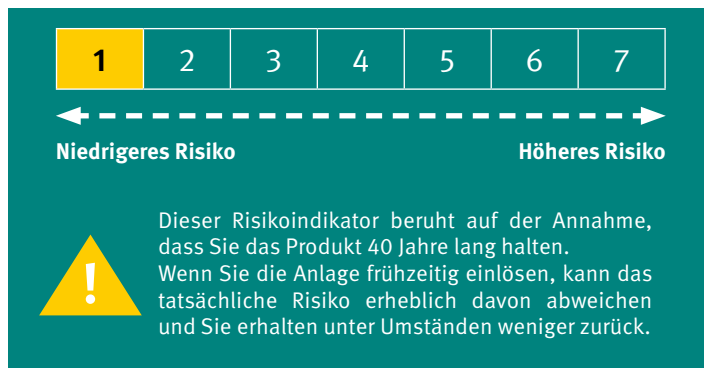 1 2 3 4 5 6 7
Niedrigeres Risiko Höheres Risiko
Dieser Risikoindikator beruht auf der Annahme,
dass Sie das Produkt 40 Jahre lang halten.
Wenn Sie die Anlage frühzeitig einlösen, kann das
tatsächliche Risiko erheblich davon abweichen
und Sie erhalten unter Umständen weniger zurück.
!